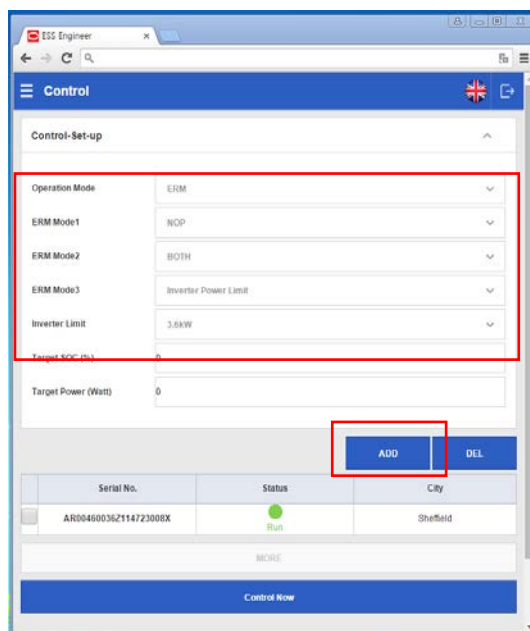 ESS Engineer
Control
Control-Set-up
Operation Mode ERM
ERM Mode1 NOP
ERM Mode2 BOTH
ERM Mode3 Inverter Power Limit
Inverter Limit 3.6kW
Target SOC (%) 0
Target Power (Watt) 0
ADD DEL
Serial No. Status City
AR00460036Z114723008X Run Sheffield
MORE
Control Now